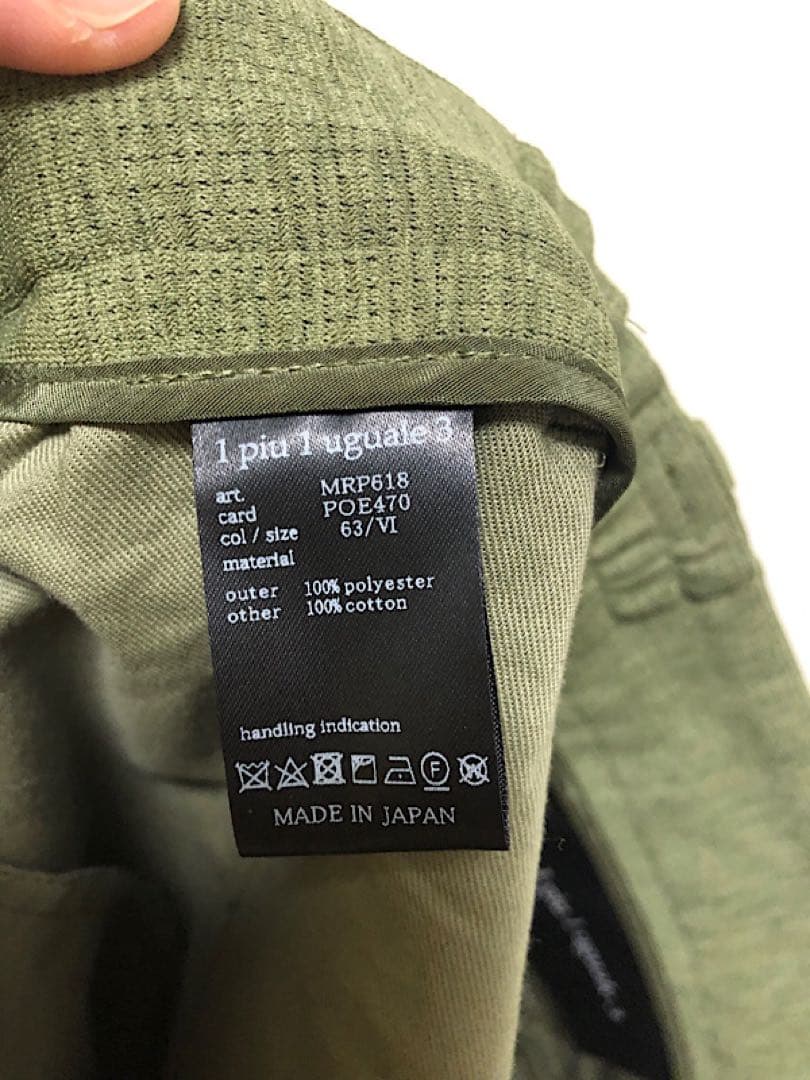 1 piu 1 uguale 3
art. MRP618
card POE470
col / size 63/VI
material
outer 100% polyester
other 100% cotton
handling indication
F W
MADE IN JAPAN